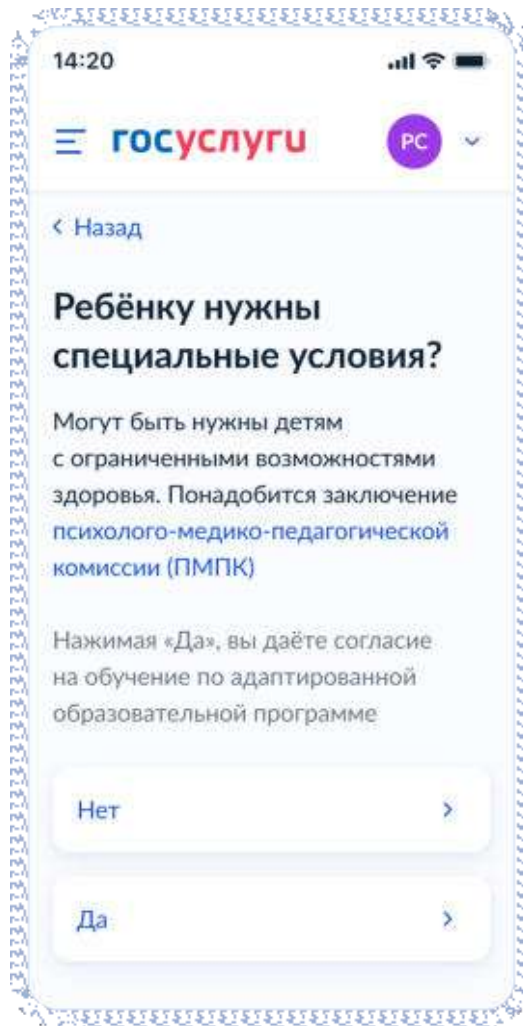 14:20
госуслуги
РС
Назад
Ребёнку нужны
специальные условия?
Могут быть нужны детям
с ограниченными возможностями
здоровья. Понадобится заключение
психолого-медико-педагогической
комиссии (ПМПК)
Нажимая «Да», вы даёте согласие
на обучение по адаптированной
образовательной программе
Нет
Да